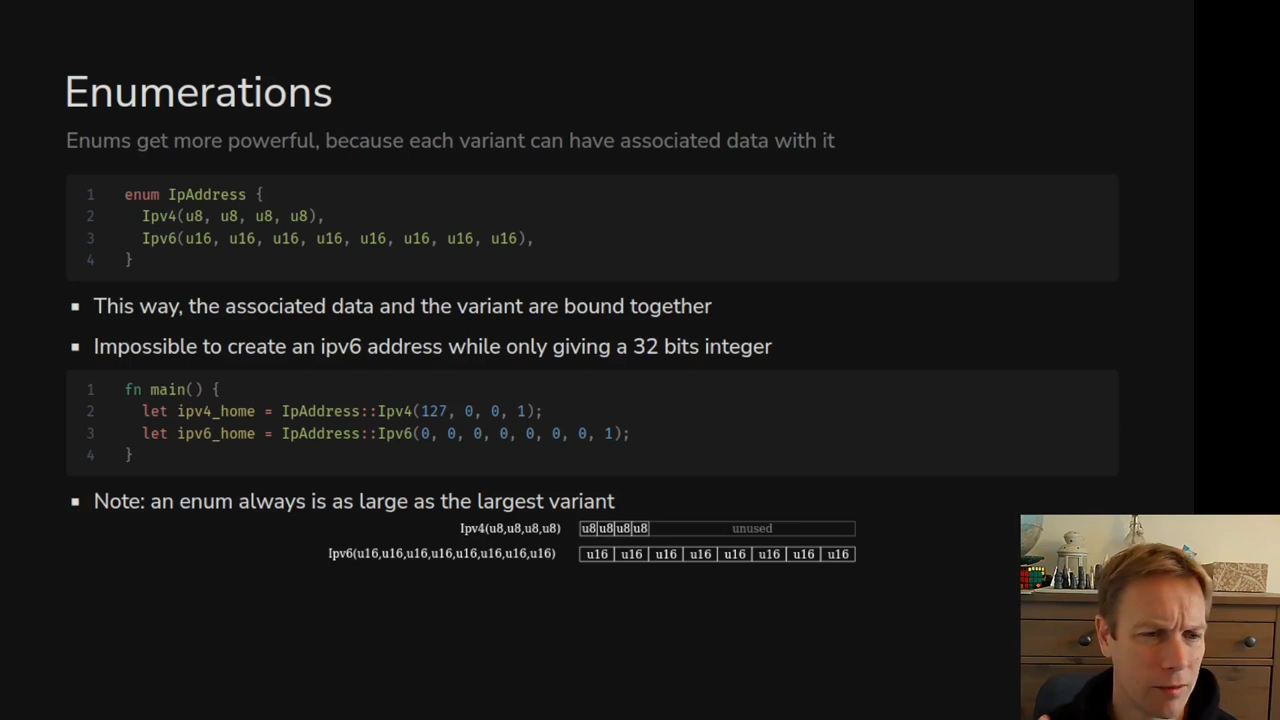 Enumerations
Enums get more powerful, because each variant can have associated data with it
1 enum IpAddress {
2 Ipv4(u8, u8, u8, u8),
3 Ipv6(u16, u16, u16, u16, u16, u16, u16, u16),
4 }
▪ This way, the associated data and the variant are bound together
▪ Impossible to create an ipv6 address while only giving a 32 bits integer
1 fn main() {
2 let ipv4_home = IpAddress::Ipv4(127, 0, 0, 1);
3 let ipv6_home = IpAddress::Ipv6(0, 0, 0, 0, 0, 0, 0, 1);
4 }
▪ Note: an enum always is as large as the largest variant
Ipv4(u8,u8,u8,u8) u8 u8 u8 u8 unused
Ipv6(u16,u16,u16,u16,u16,u16,u16,u16) u16 u16 u16 u16 u16 u16 u16 u16